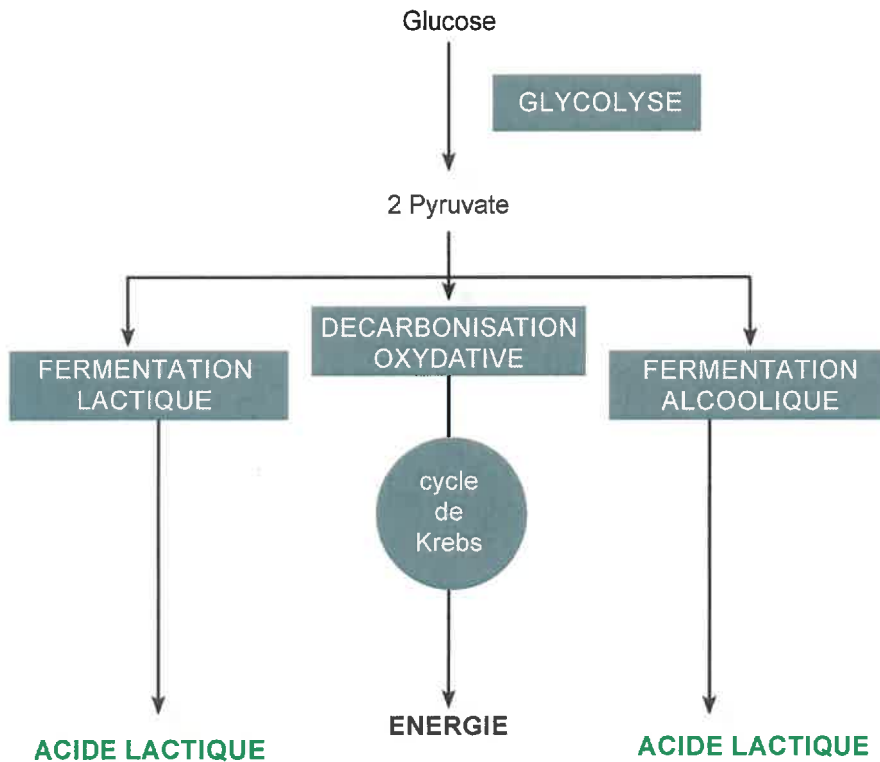 Glucose
GLYCOLYSE
2 Pyruvate
FERMENTATION
LACTIQUE
DECARBONISATION
OXYDATIVE
FERMENTATION
ALCOOLIQUE
cycle
de
Krebs
ACIDE LACTIQUE
ENERGIE
ACIDE LACTIQUE